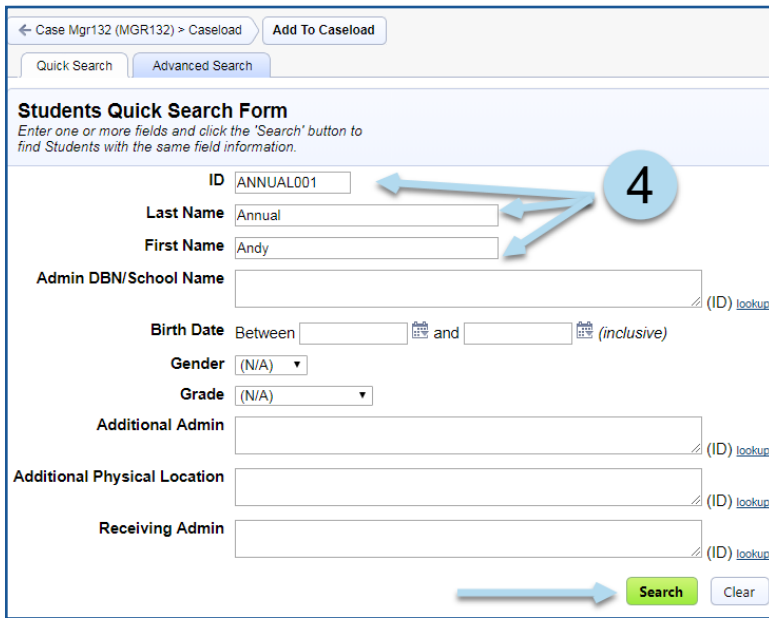 ← Case Mgr132 (MGR132) > Caseload Add To Caseload
Quick Search Advanced Search
Students Quick Search Form
Enter one or more fields and click the 'Search' button to
find Students with the same field information.
ID ANNUAL001
4
Last Name Annual
First Name Andy
Admin DBN/School Name (ID) lookup
Birth Date Between and (inclusive)
Gender (N/A)
Grade (N/A)
Additional Admin (ID) lookup
Additional Physical Location (ID) lookup
Receiving Admin (ID) lookup
Search Clear